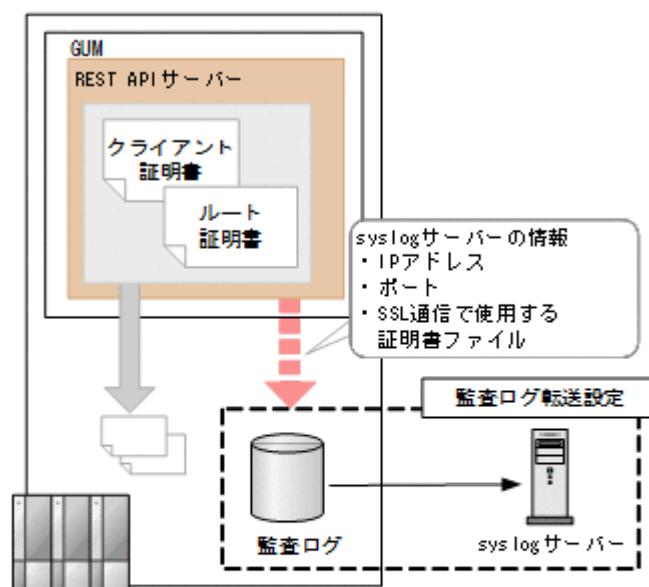 GUM
REST APIサーバー
クライアント
証明書
ルート
証明書
syslogサーバーの情報
・IPアドレス
・ポート
・SSL通信で使用する
証明書ファイル
監査ログ転送設定
監査ログ
syslogサーバー